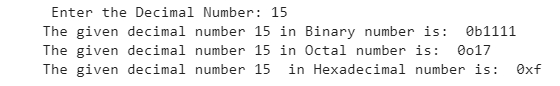 Enter the Decimal Number: 15
The given decimal number 15 in Binary number is:  0b1111
The given decimal number 15 in Octal number is:  0o17
The given decimal number 15  in Hexadecimal number is:  0xf